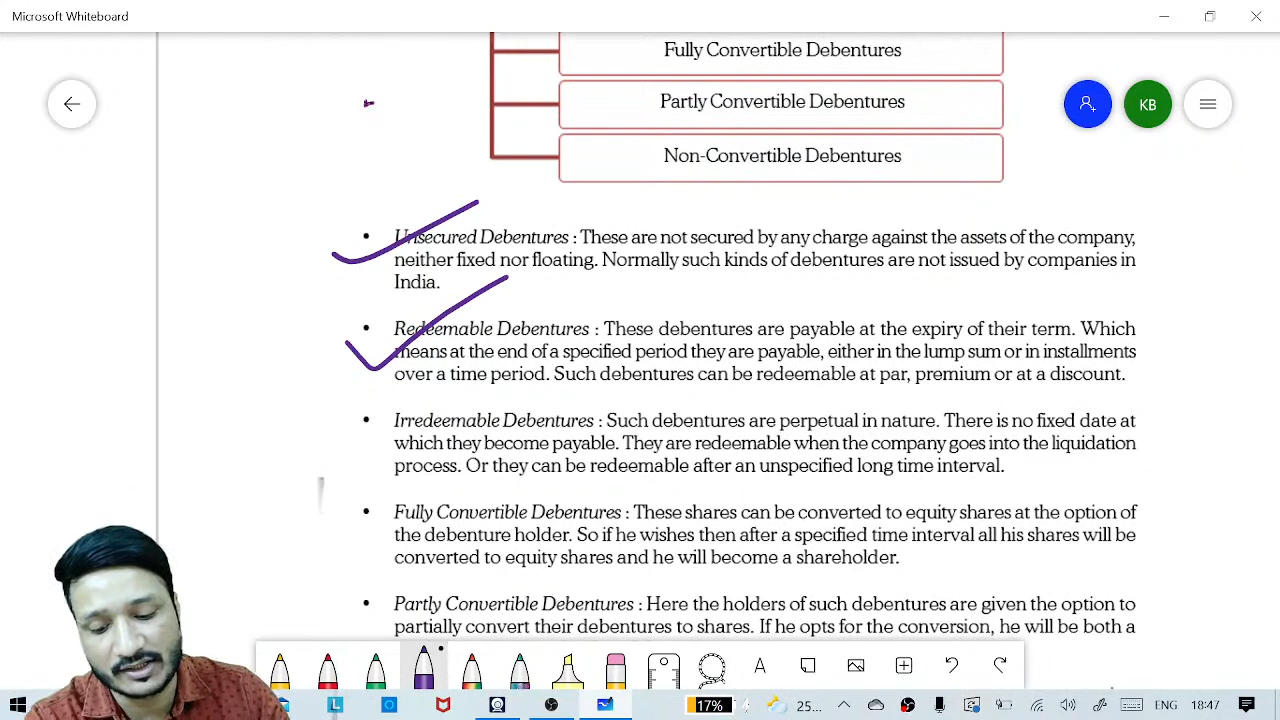 Microsoft Whiteboard
Fully Convertible Debentures
Partly Convertible Debentures
KB
Non-Convertible Debentures
• Unsecured Debentures : These are not secured by any charge against the assets of the company,
neither fixed nor floating. Normally such kinds of debentures are not issued by companies in
India.
• Redeemable Debentures : These debentures are payable at the expiry of their term. Which
means at the end of a specified period they are payable, either in the lump sum or in installments
over a time period. Such debentures can be redeemable at par, premium or at a discount.
• Irredeemable Debentures : Such debentures are perpetual in nature. There is no fixed date at
which they become payable. They are redeemable when the company goes into the liquidation
process. Or they can be redeemable after an unspecified long time interval.
• Fully Convertible Debentures : These shares can be converted to equity shares at the option of
the debenture holder. So if he wishes then after a specified time interval all his shares will be
converted to equity shares and he will become a shareholder.
• Partly Convertible Debentures : Here the holders of such debentures are given the option to
partially convert their debentures to shares. If he opts for the conversion, he will be both a
A
L
17%
25...
ENG
18:47